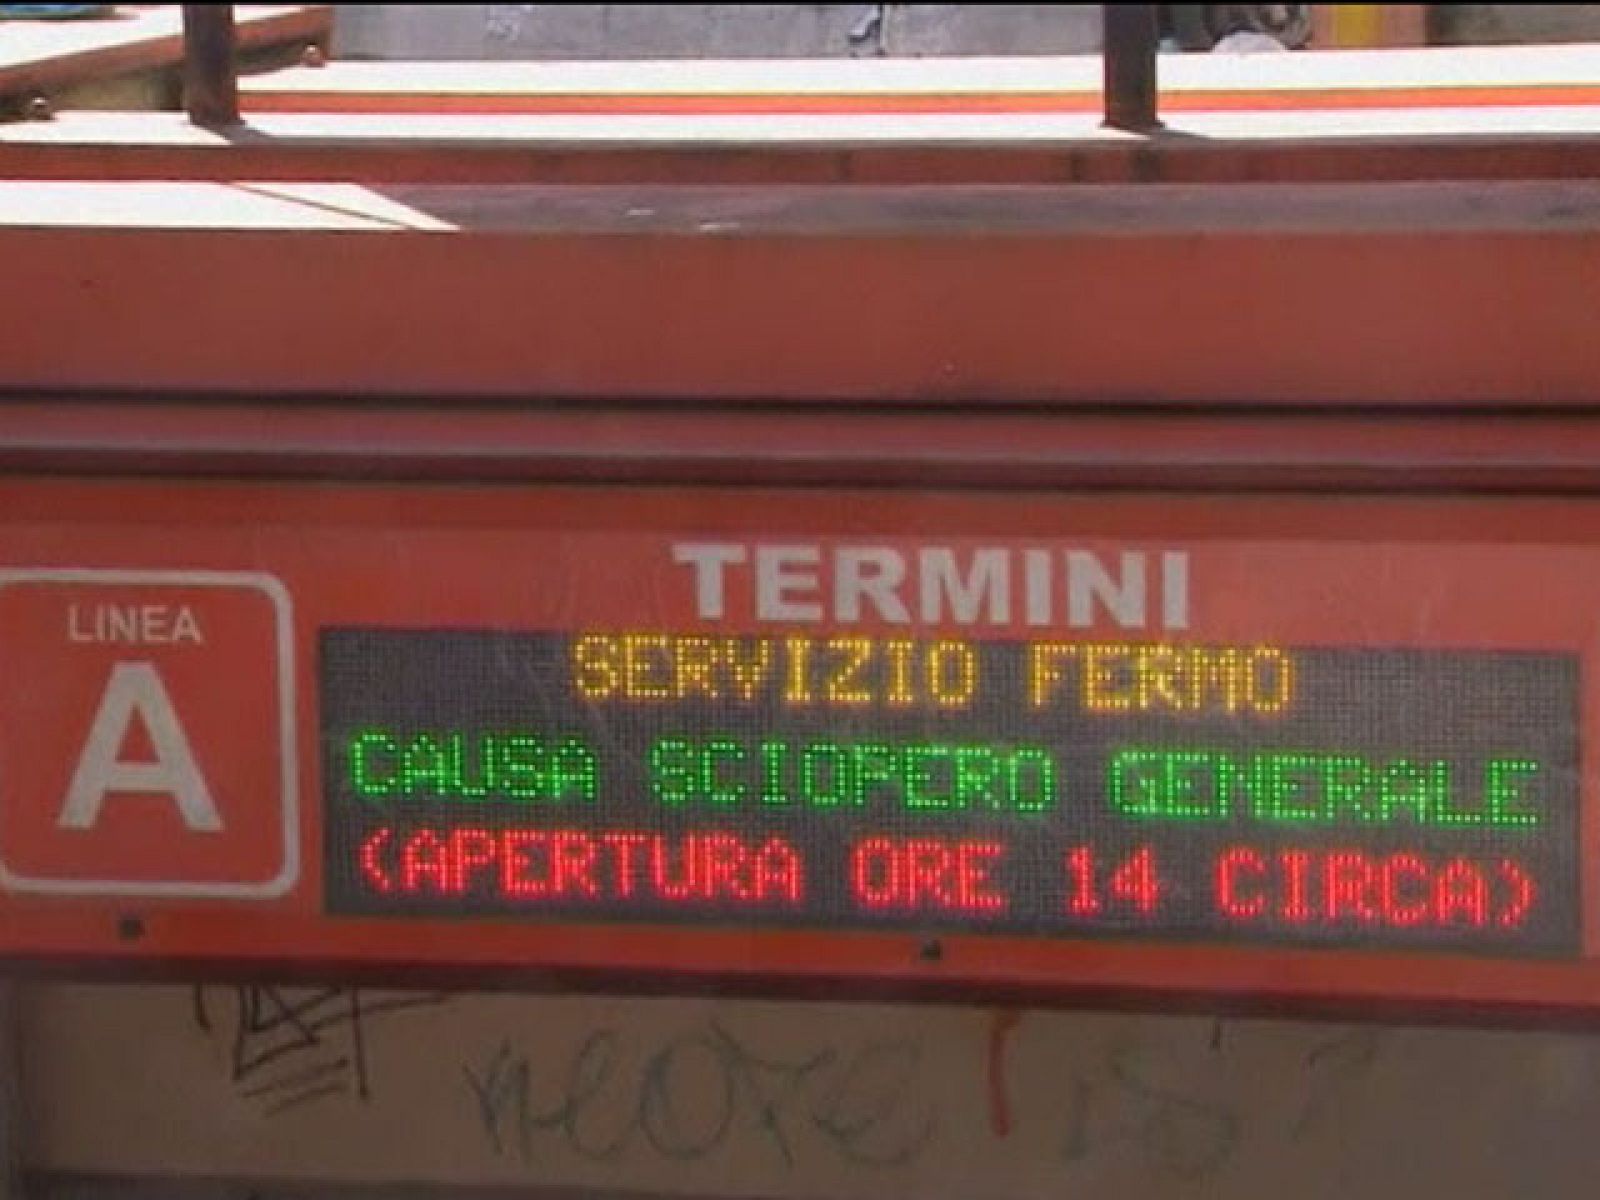 TERMINI
LINEA
A
SERVIZIO FERMO
CAUSA SCIOPERO GENERALE
(APERTURA ORE 14 CIRCA)